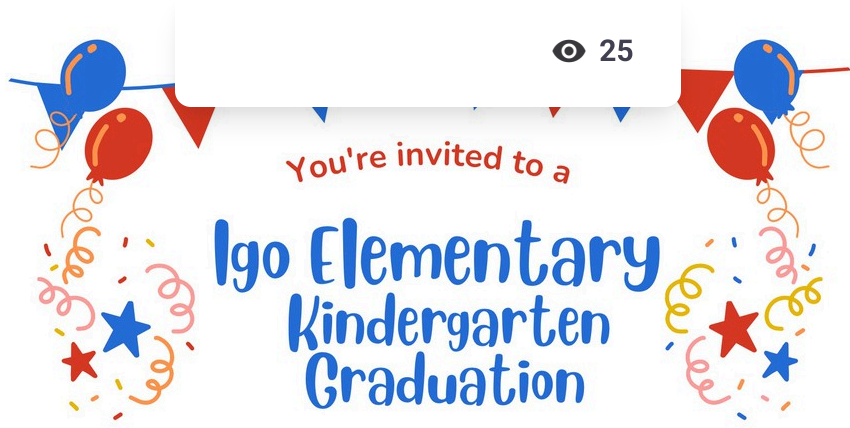 25
You're invited to a
Igo Elementary
Kindergarten
Graduation